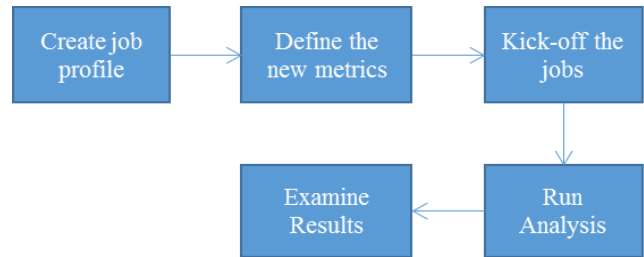 Create job
profile
Define the
new metrics
Kick-off the
jobs
Run
Analysis
Examine
Results